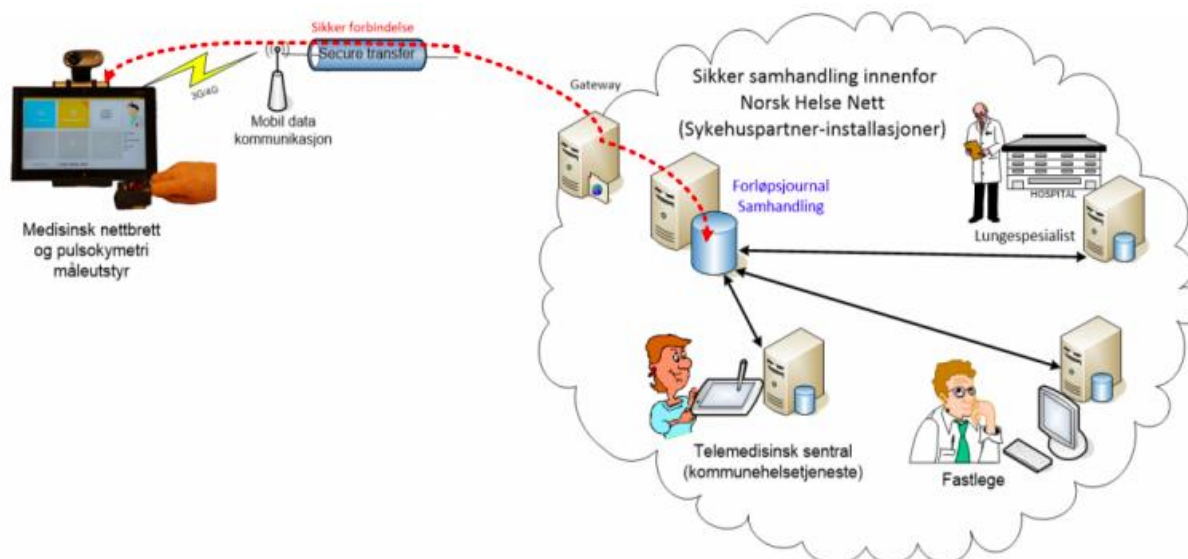 Sikker forbindelse
Secure transfer
3G/4G
Mobil data
kommunikasjon
Medisinsk nettbrett
og pulsokymetri
måleutstyr
Gateway
Sikker samhandling innenfor
Norsk Helse Nett
(Sykehuspartner-installasjoner)
Forløpsjournal
Samhandling
HOSPITAL
Lungespesialist
Telemedisinsk sentral
(kommunehelsetjeneste)
Fastlege